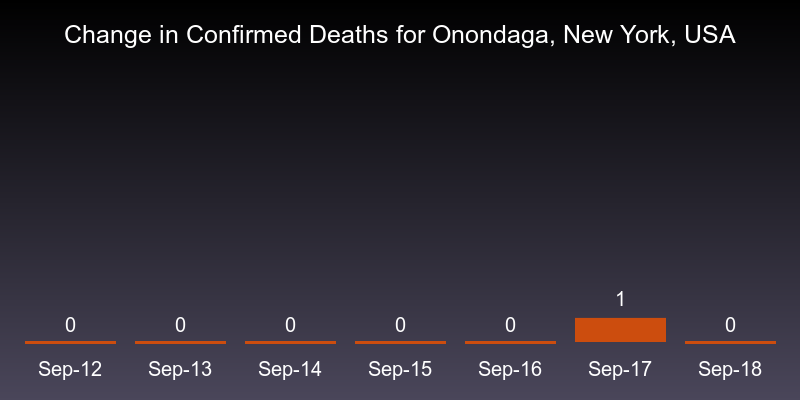 Change in Confirmed Deaths for Onondaga, New York, USA
0 0 0 0 0 1 0
Sep-12 Sep-13 Sep-14 Sep-15 Sep-16 Sep-17 Sep-18